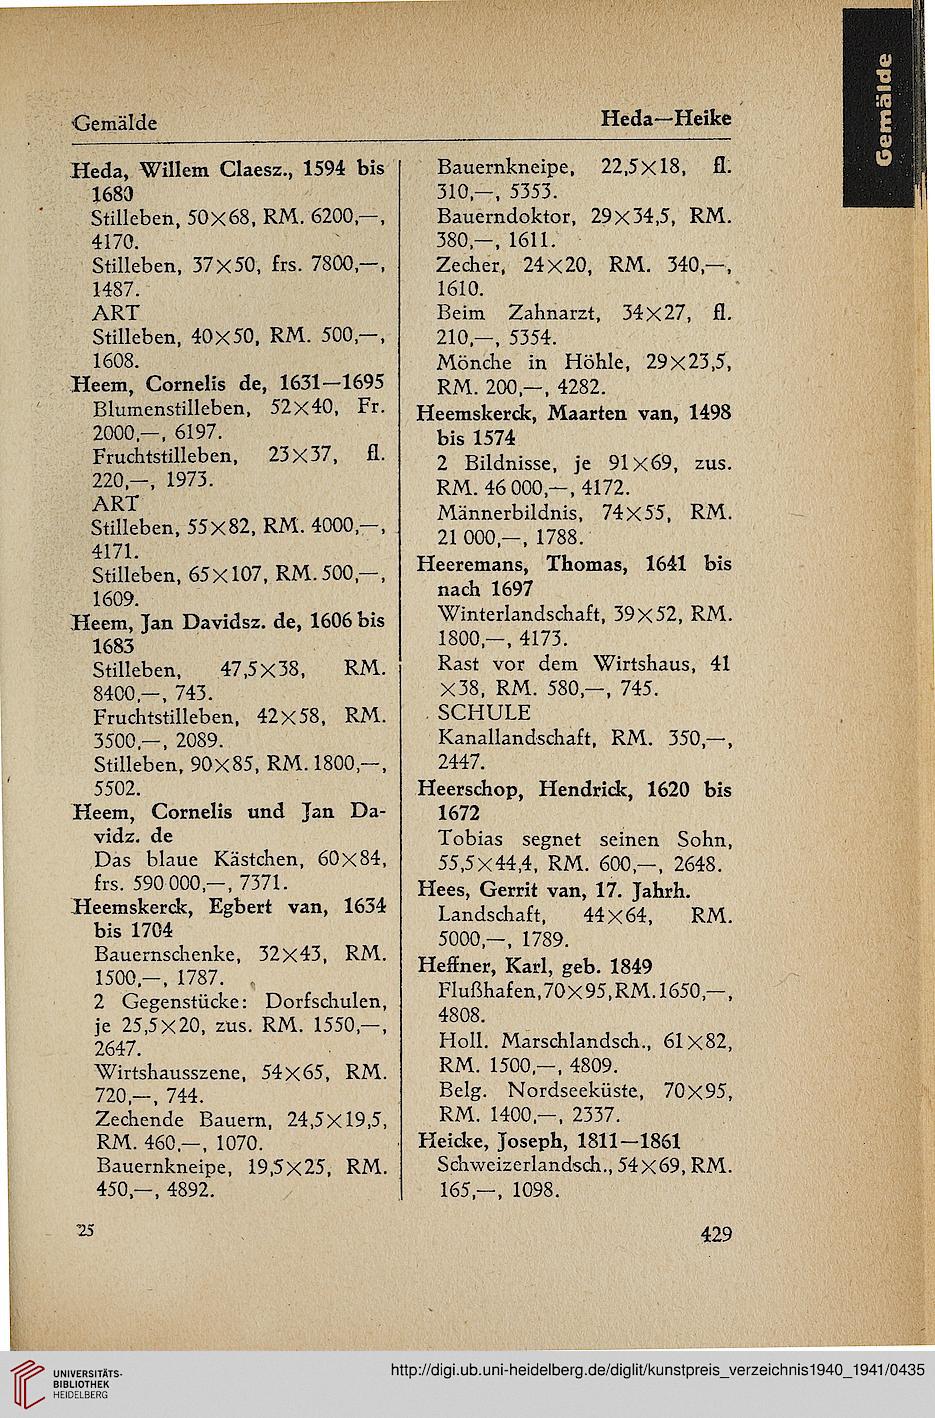 Gemälde
Gemälde
Heda—Heike
Heda, Willem Claesz., 1594 bis
1680
Stilleben, 50×68, RM. 6200,—,
4170.
Stilleben, 37×50, frs. 7800,—,
1487.
ART
Stilleben, 40×50, RM. 500,—,
1608.
Heem, Cornelis de, 1631—1695
Blumenstilleben, 52×40, Fr.
2000,—, 6197.
Fruchtstilleben, 23×37, fl.
220,—, 1973.
ART
Stilleben, 55×82, RM. 4000,—,
4171.
Stilleben, 65×107, RM. 500,—,
1609.
Heem, Jan Davidsz. de, 1606 bis
1683
Stilleben, 47,5×38, RM.
8400,—, 743.
Fruchtstilleben, 42×58, RM.
3500,—, 2089.
Stilleben, 90×85, RM. 1800,—,
5502.
Heem, Cornelis und Jan Da-
vidz. de
Das blaue Kästchen, 60×84,
frs. 590 000,—, 7371.
Heemskerck, Egbert van, 1634
bis 1704
Bauernschenke, 32×43, RM.
1500,—, 1787.
2 Gegenstücke: Dorfschulen,
je 25,5×20, zus. RM. 1550,—,
2647.
Wirtshausszene, 54×65, RM.
720,—, 744.
Zechende Bauern, 24,5×19,5,
RM. 460,—, 1070.
Bauernkneipe, 19,5×25, RM.
450,—, 4892.
Bauernkneipe, 22,5×18, fl.
310,—, 5353.
Bauerndoktor, 29×34,5, RM.
380,—, 1611.
Zecher, 24×20, RM. 340,—,
1610.
Beim Zahnarzt, 34×27, fl.
210,—, 5354.
Mönche in Höhle, 29×23,5,
RM. 200,—, 4282.
Heemskerck, Maarten van, 1498
bis 1574
2 Bildnisse, je 91×69, zus.
RM. 46 000,—, 4172.
Männerbildnis, 74×55, RM.
21 000,—, 1788.
Heeremans, Thomas, 1641 bis
nach 1697
Winterlandschaft, 39×52, RM.
1800,—, 4173.
Rast vor dem Wirtshaus, 41
×38, RM. 580,—, 745.
SCHULE
Kanallandschaft, RM. 350,—,
2447.
Heerschop, Hendrick, 1620 bis
1672
Tobias segnet seinen Sohn,
55,5×44,4, RM. 600,—, 2648.
Hees, Gerrit van, 17. Jahrh.
Landschaft, 44×64, RM.
5000,—, 1789.
Heffner, Karl, geb. 1849
Flußhafen, 70×95, RM. 1650,—,
4808.
Holl. Marschlandsch., 61×82,
RM. 1500,—, 4809.
Belg. Nordseeküste, 70×95,
RM. 1400,—, 2337.
Heicke, Joseph, 1811—1861
Schweizerlandsch., 54×69, RM.
165,—, 1098.
25
429
UNIVERSITÄTS-
BIBLIOTHEK
HEIDELBERG
http://digi.ub.uni-heidelberg.de/diglit/kunstpreis_verzeichnis1940_1941/0435